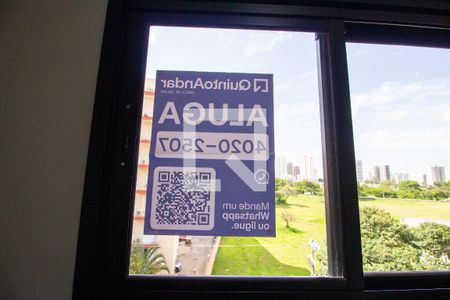 QuintoAndar
ALUGA
4020-2507
Mande um
Whatsapp
ou ligue.